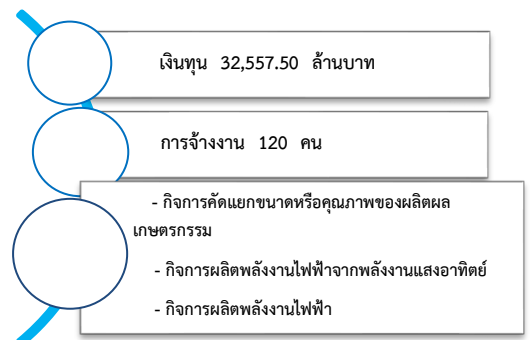 เงินทุน 32,557.50 ล้านบาท
การจ้างงาน 120 คน
- กิจการคัดแยกขนาดหรือคุณภาพของผลิตผล
เกษตรกรรม
- กิจการผลิตพลังงานไฟฟ้าจากพลังงานแสงอาทิตย์
- กิจการผลิตพลังงานไฟฟ้า